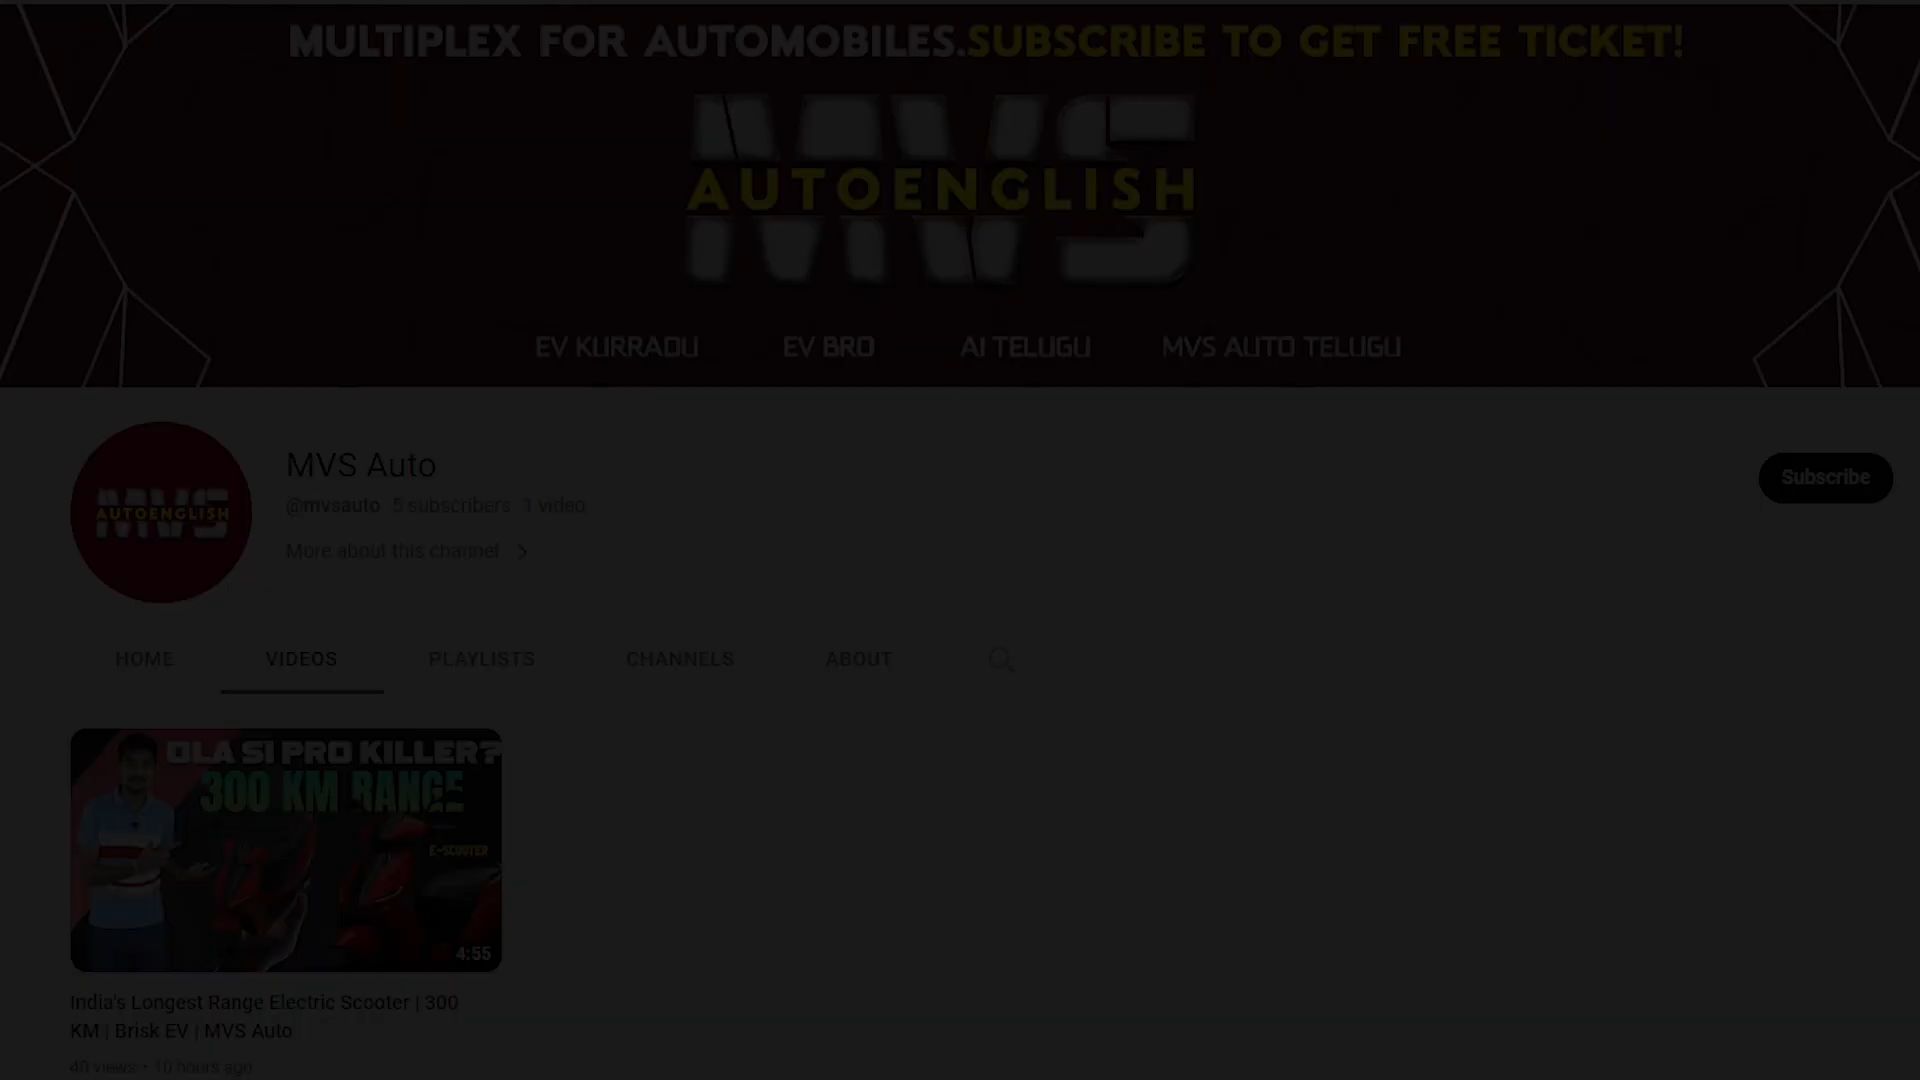 MULTIPLEX FOR AUTOMOBILES.SUBSCRIBE TO GET FREE TICKET!
MVS
AUTOENGLISH
EV KURRADU EV BRO AI TELUGU MVS AUTO TELUGU
MVS
AUTOENGLISH
MVS Auto
@mvsauto 5 subscribers 1 video
More about this channel
Subscribe
HOME VIDEOS PLAYLISTS CHANNELS ABOUT
OLA SI PRO KILLER?
300 KM RANGE
E-SCOOTER
4:55
India's Longest Range Electric Scooter | 300
KM | Brisk EV | MVS Auto
40 views • 10 hours ago